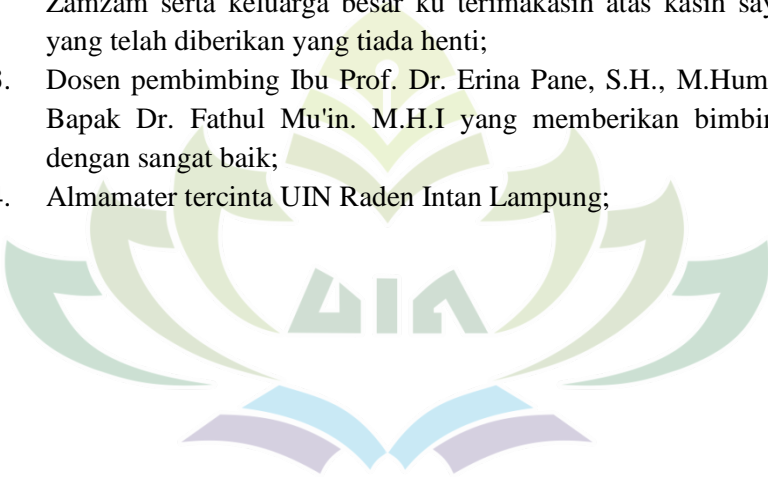 Zamzam serta keluarga besar ku terimakasih atas kasih
yang telah diberikan yang tiada henti;
Dosen pembimbing Ibu Prof. Dr. Erina Pane, S.H., M.Hum
Bapak Dr. Fathul Mu'in. M.H.I yang memberikan
dengan sangat baik;
Almamater tercinta UIN Raden Intan Lampung;
UIN